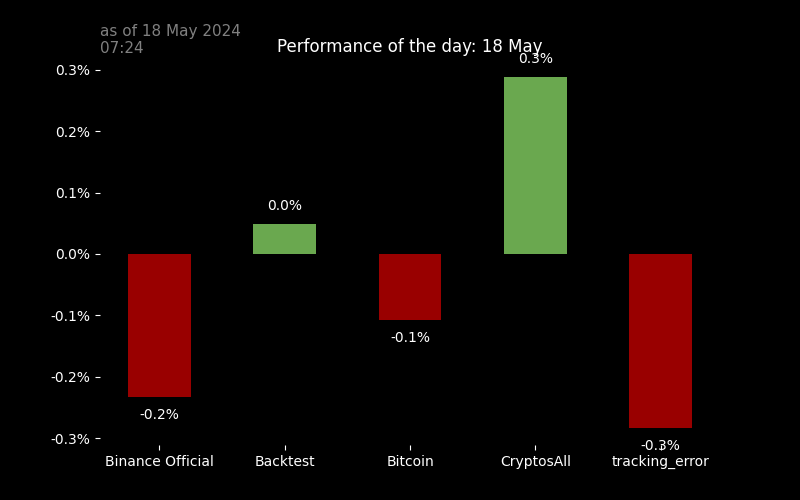 as of 18 May 2024
07:24
Performance of the day: 18 May
0.3%
0.2%
0.1%
0.0%
-0.1%
-0.2%
-0.3%
-0.2%
0.0%
-0.1%
0.3%
-0.3%
Binance Official
Backtest
Bitcoin
CryptosAll
tracking_error